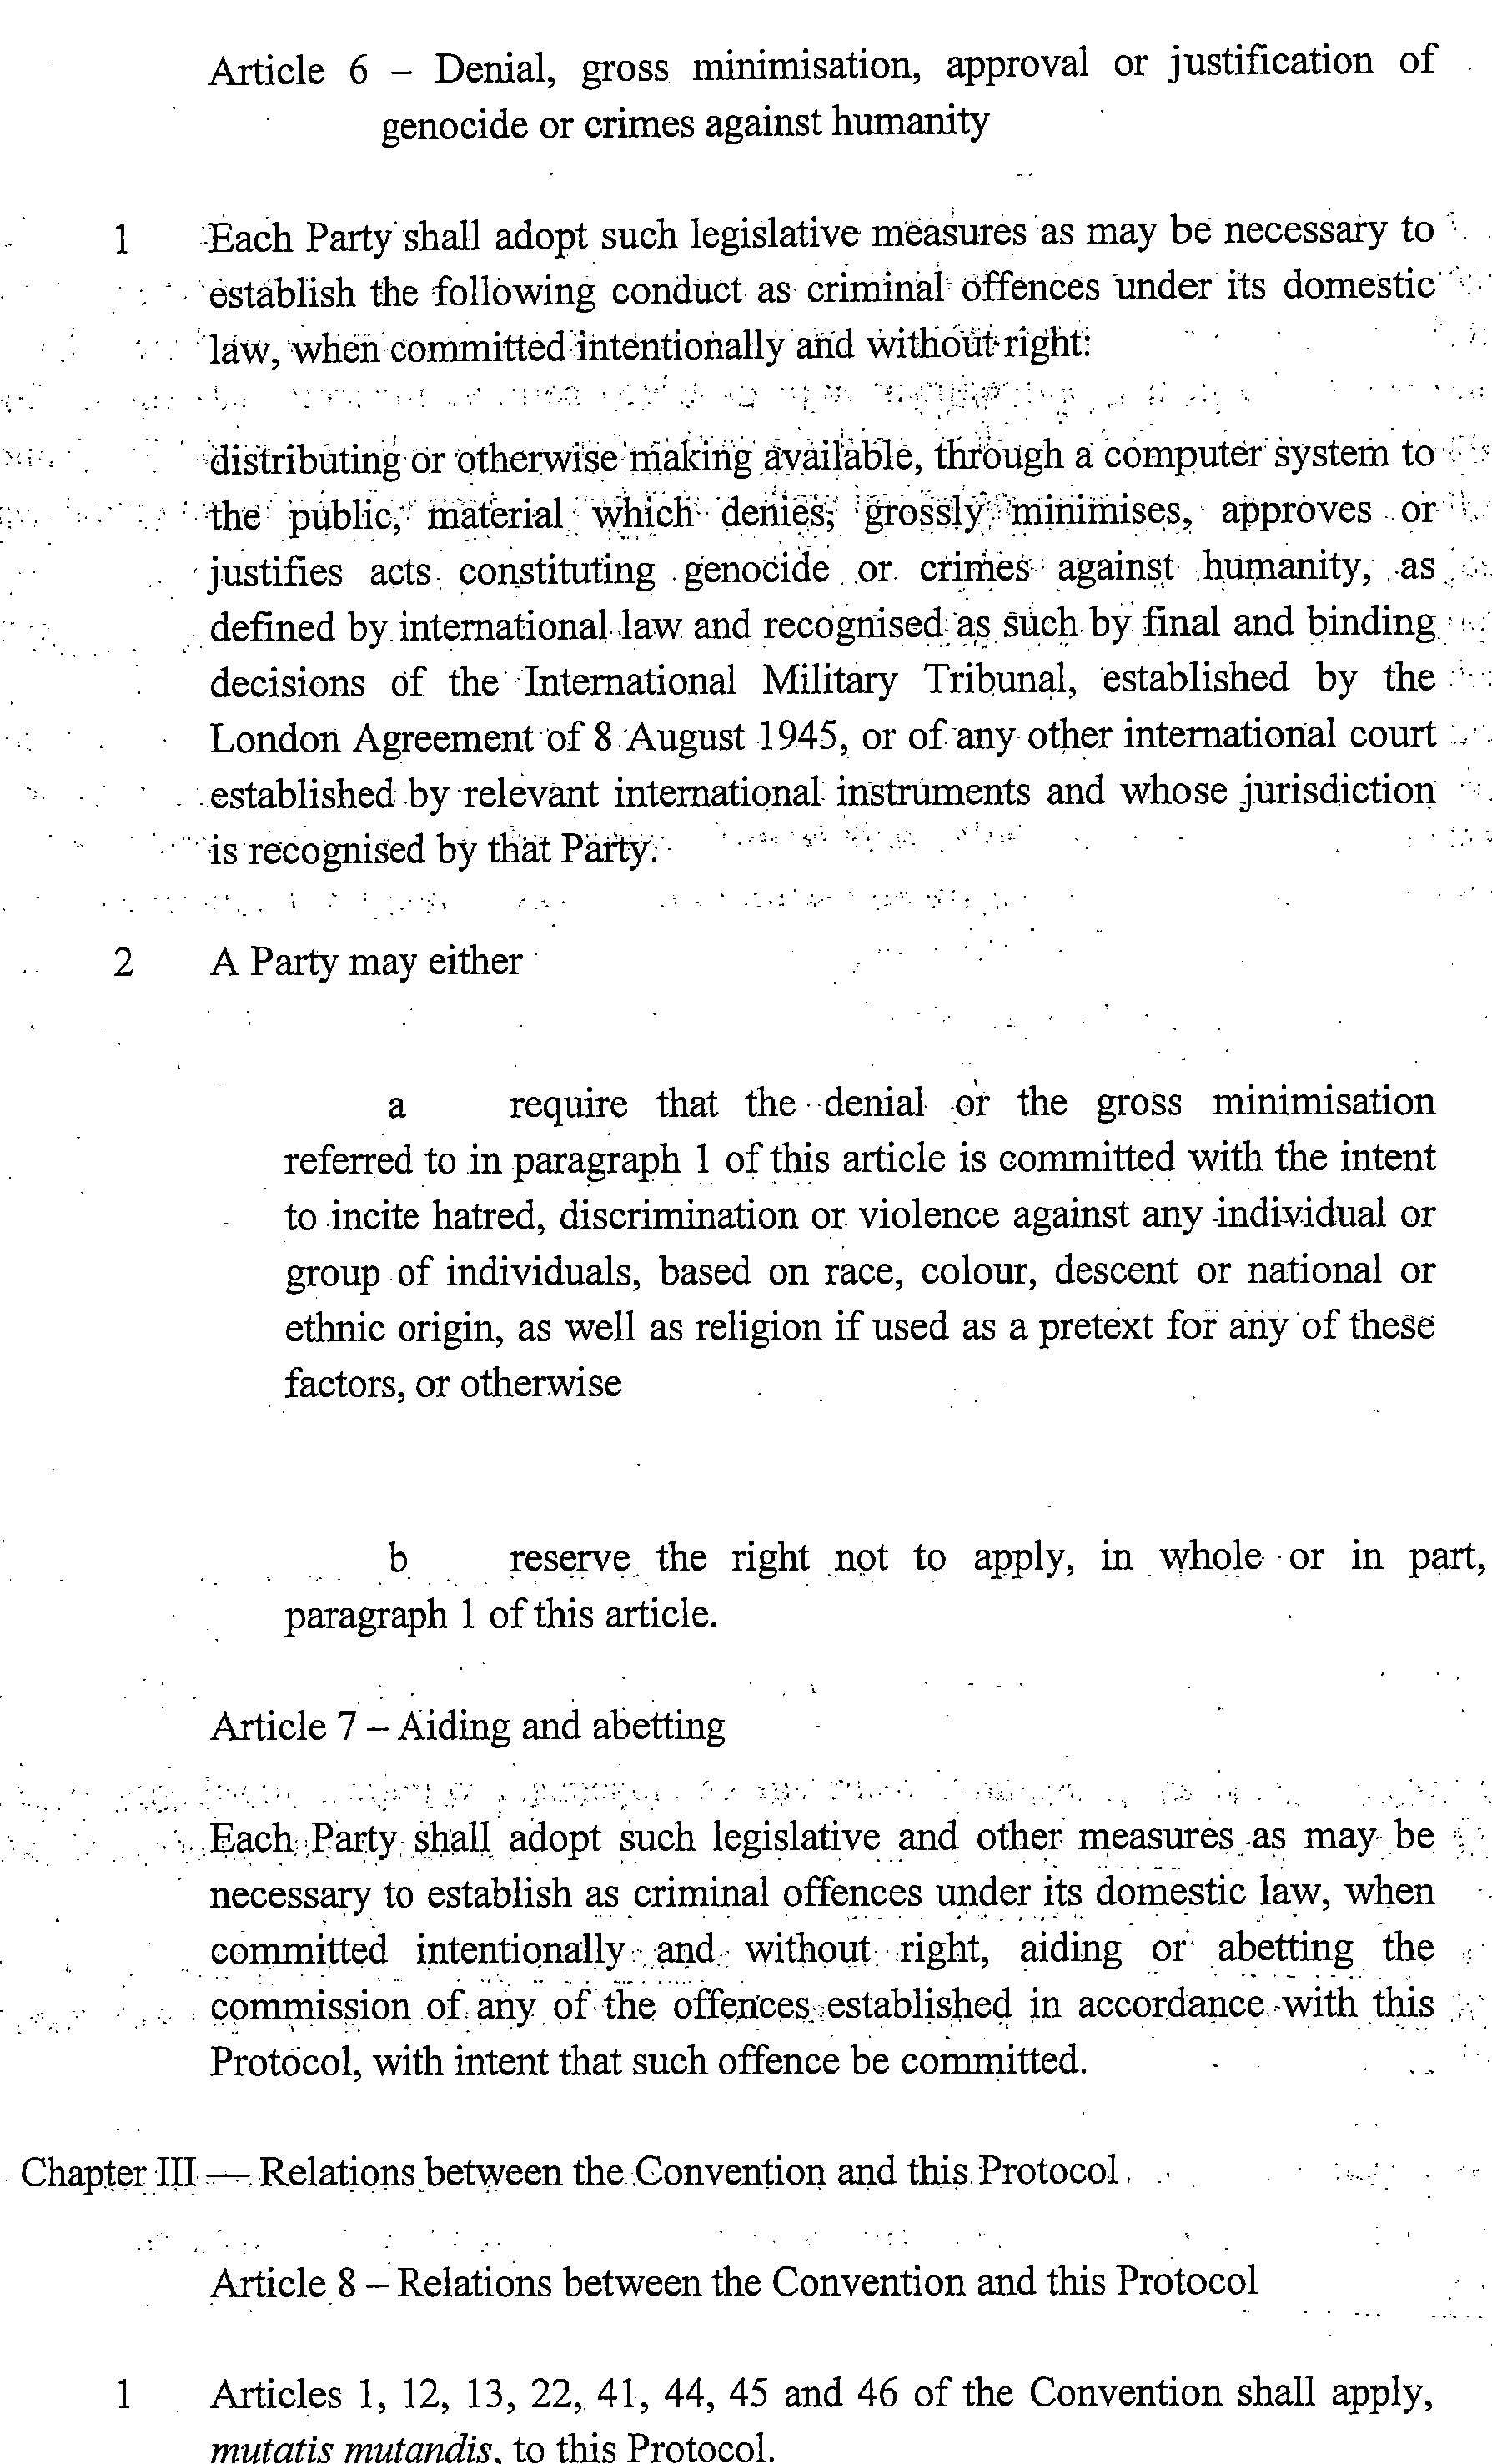 Article 6 – Denial, gross minimisation, approval or justification of
genocide or crimes against humanity
1 Each Party shall adopt such legislative measures as may be necessary to
establish the following conduct as criminal offences under its domestic
law, when committed intentionally and without right:
distributing or otherwise making available, through a computer system to
the public, material which denies, grossly minimises, approves or
justifies acts constituting genocide or crimes against humanity, as
defined by international law and recognised as such by final and binding
decisions of the International Military Tribunal, established by the
London Agreement of 8 August 1945, or of any other international court
established by relevant international instruments and whose jurisdiction
is recognised by that Party.
2 A Party may either
a require that the denial or the gross minimisation
referred to in paragraph 1 of this article is committed with the intent
to incite hatred, discrimination or violence against any individual or
group of individuals, based on race, colour, descent or national or
ethnic origin, as well as religion if used as a pretext for any of these
factors, or otherwise
b reserve the right not to apply, in whole or in part,
paragraph 1 of this article.
Article 7 – Aiding and abetting
Each Party shall adopt such legislative and other measures as may be
necessary to establish as criminal offences under its domestic law, when
committed intentionally and without right, aiding or abetting the
commission of any of the offences established in accordance with this
Protocol, with intent that such offence be committed.
Chapter III — Relations between the Convention and this Protocol
Article 8 – Relations between the Convention and this Protocol
1 Articles 1, 12, 13, 22, 41, 44, 45 and 46 of the Convention shall apply,
mutatis mutandis, to this Protocol.